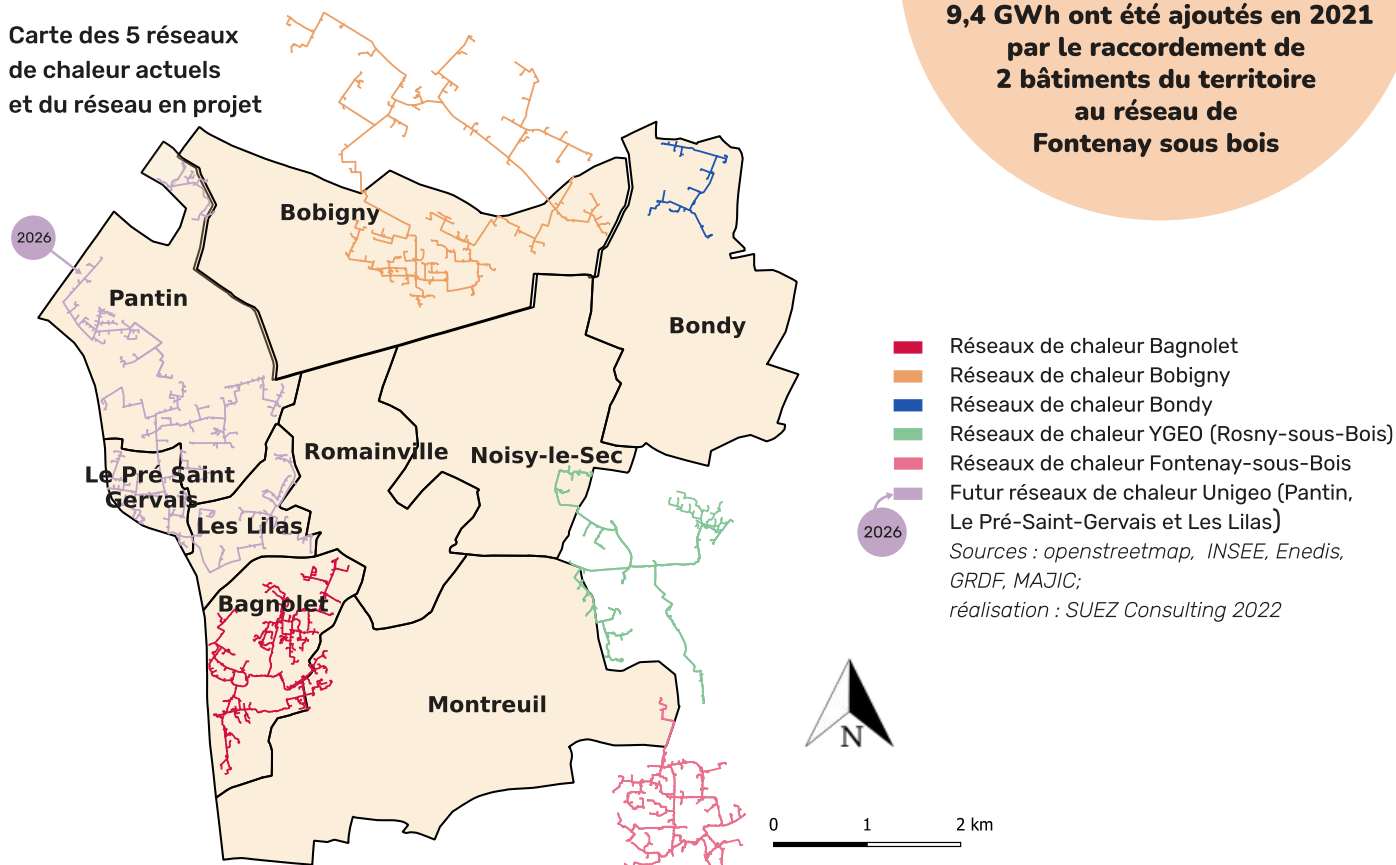 Carte des 5 réseaux
de chaleur actuels
et du réseau en projet
9,4 GWh ont été ajoutés en 2021
par le raccordement de
2 bâtiments du territoire
au réseau de
Fontenay sous bois
Bobigny
2026
Pantin
Bondy
Romainville
Noisy-le-Sec
Le Pré Saint
Gervais
Les Lilas
Bagnolet
Montreuil
Réseaux de chaleur Bagnolet
Réseaux de chaleur Bobigny
Réseaux de chaleur Bondy
Réseaux de chaleur YGEO (Rosny-sous-Bois)
Réseaux de chaleur Fontenay-sous-Bois
Futur réseaux de chaleur Unigeo (Pantin,
Le Pré-Saint-Gervais et Les Lilas)
2026
Sources : openstreetmap, INSEE, Enedis,
GRDF, MAJIC;
réalisation : SUEZ Consulting 2022
N
0 1 2 km